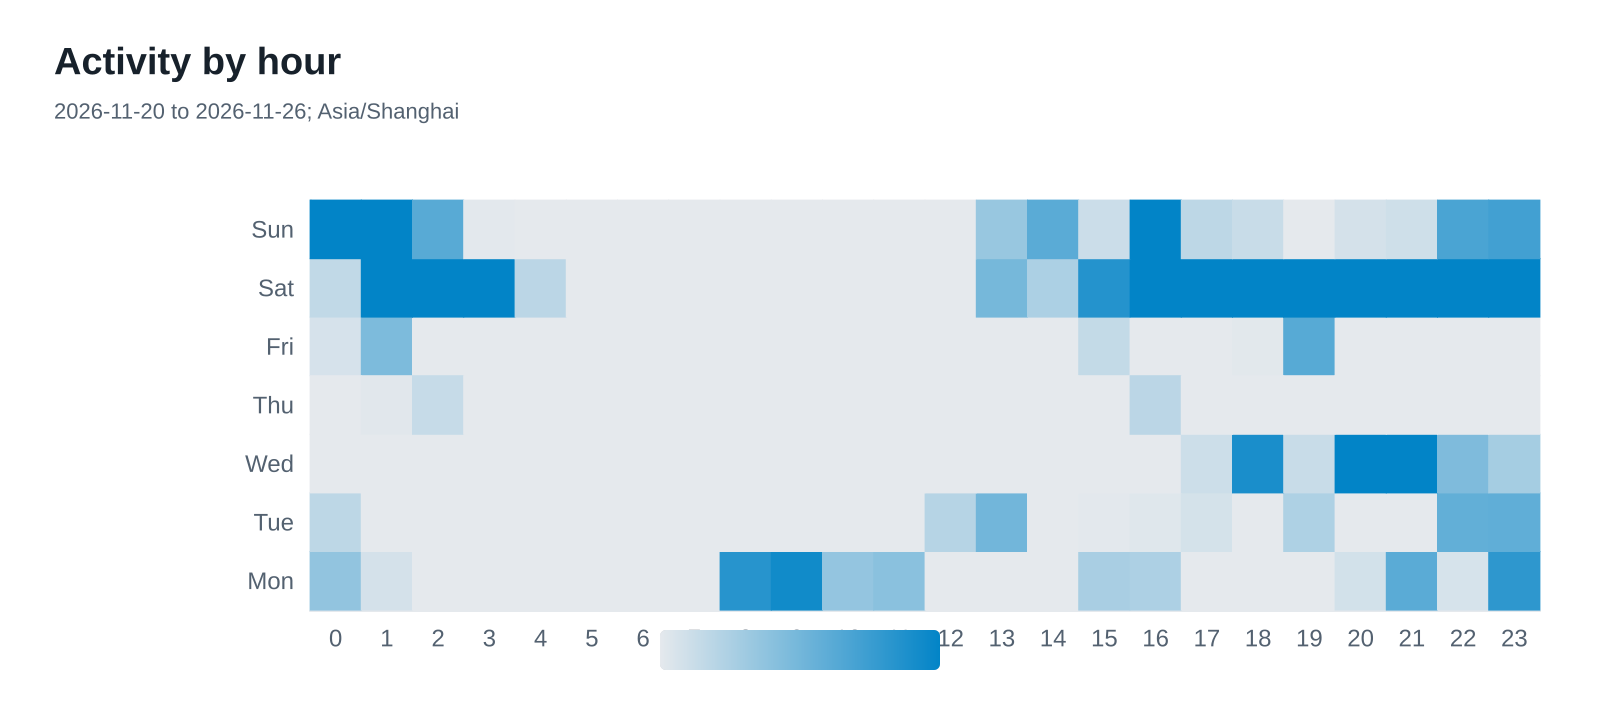 Activity by hour
2026-11-20 to 2026-11-26; Asia/Shanghai
Sun
Sat
Fri
Thu
Wed
Tue
Mon
0 1 2 3 4 5 6 12 13 14 15 16 17 18 19 20 21 22 23